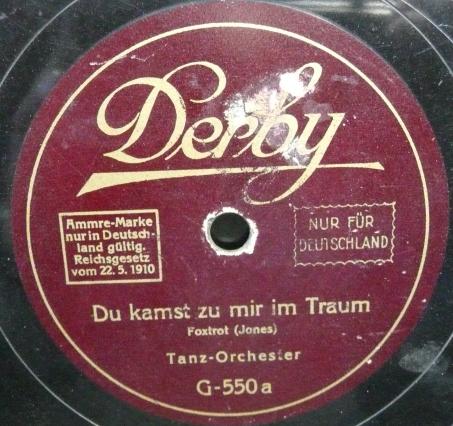 Derby
Ammre-Marke
nur in Deutsch-
land gültig.
Reichsgesetz
vom 22. 5. 1910
NUR FÜR
DEUTSCHLAND
Du kamst zu mir im Traum
Foxtrot (Jones)
Tanz-Orchester
G-550a